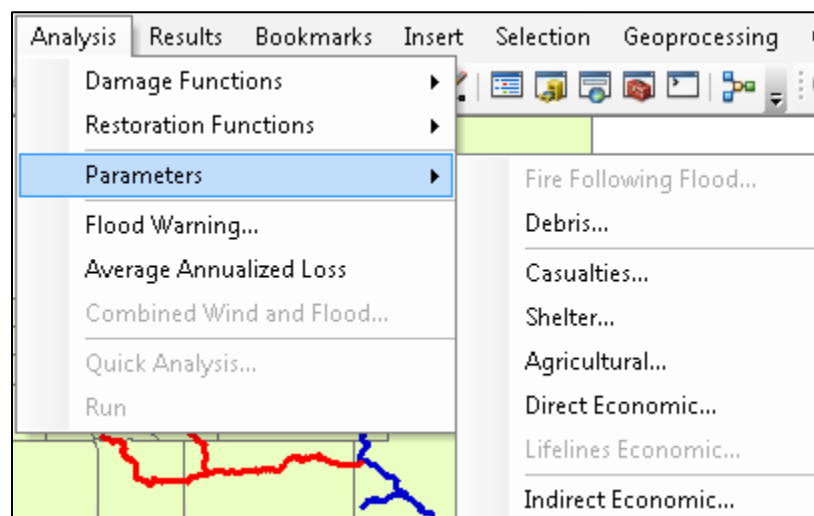 Analysis Results Bookmarks Insert Selection Geoprocessing
Damage Functions
Restoration Functions
Parameters
Flood Warning...
Average Annualized Loss
Combined Wind and Flood...
Quick Analysis...
Run
Fire Following Flood...
Debris...
Casualties...
Shelter...
Agricultural...
Direct Economic...
Lifelines Economic...
Indirect Economic...